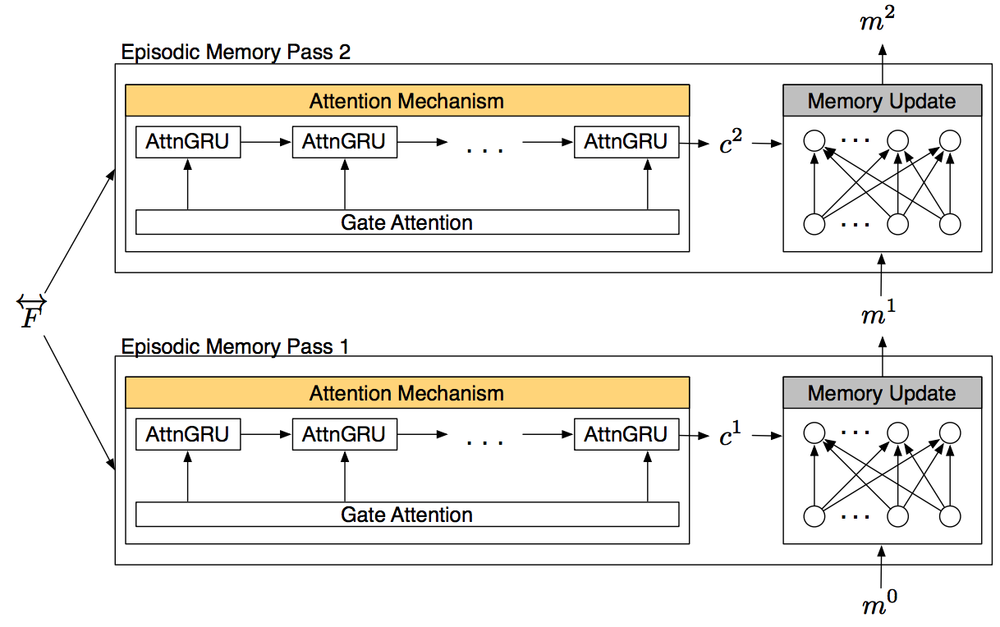 m²
Episodic Memory Pass 2
Attention Mechanism
Memory Update
AttnGRU AttnGRU . . . AttnGRU c² . . .
Gate Attention . . .
F⃡
m¹
Episodic Memory Pass 1
Attention Mechanism
Memory Update
AttnGRU AttnGRU . . . AttnGRU c¹ . . .
Gate Attention . . .
m⁰